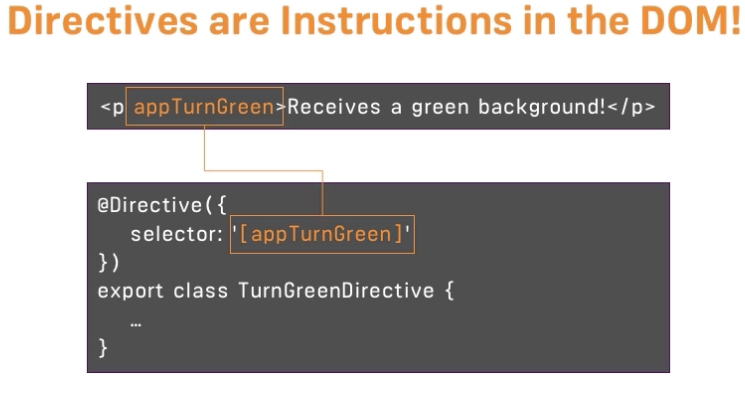 Directives are Instructions in the DOM!
<p appTurnGreen>Receives a green background!</p>
@Directive({
selector: '[appTurnGreen]'
})
export class TurnGreenDirective {
…
}